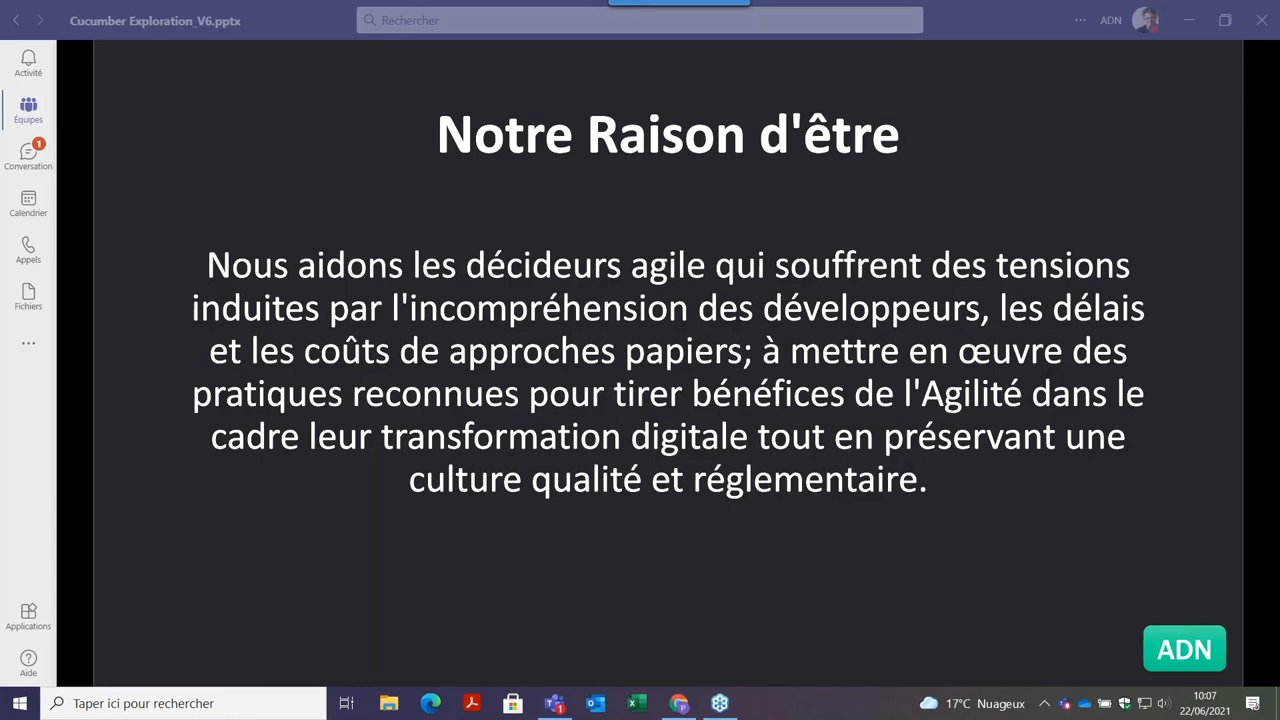 Cucumber Exploration_V6.pptx
Rechercher
ADN
Activité
Équipes
1
Conversation
Calendrier
Appels
Fichiers
Applications
Aide
Notre Raison d'être
Nous aidons les décideurs agile qui souffrent des tensions
induites par l'incompréhension des développeurs, les délais
et les coûts de approches papiers; à mettre en œuvre des
pratiques reconnues pour tirer bénéfices de l'Agilité dans le
cadre leur transformation digitale tout en préservant une
culture qualité et réglementaire.
ADN
Taper ici pour rechercher
17°C Nuageux
10:07
22/06/2021